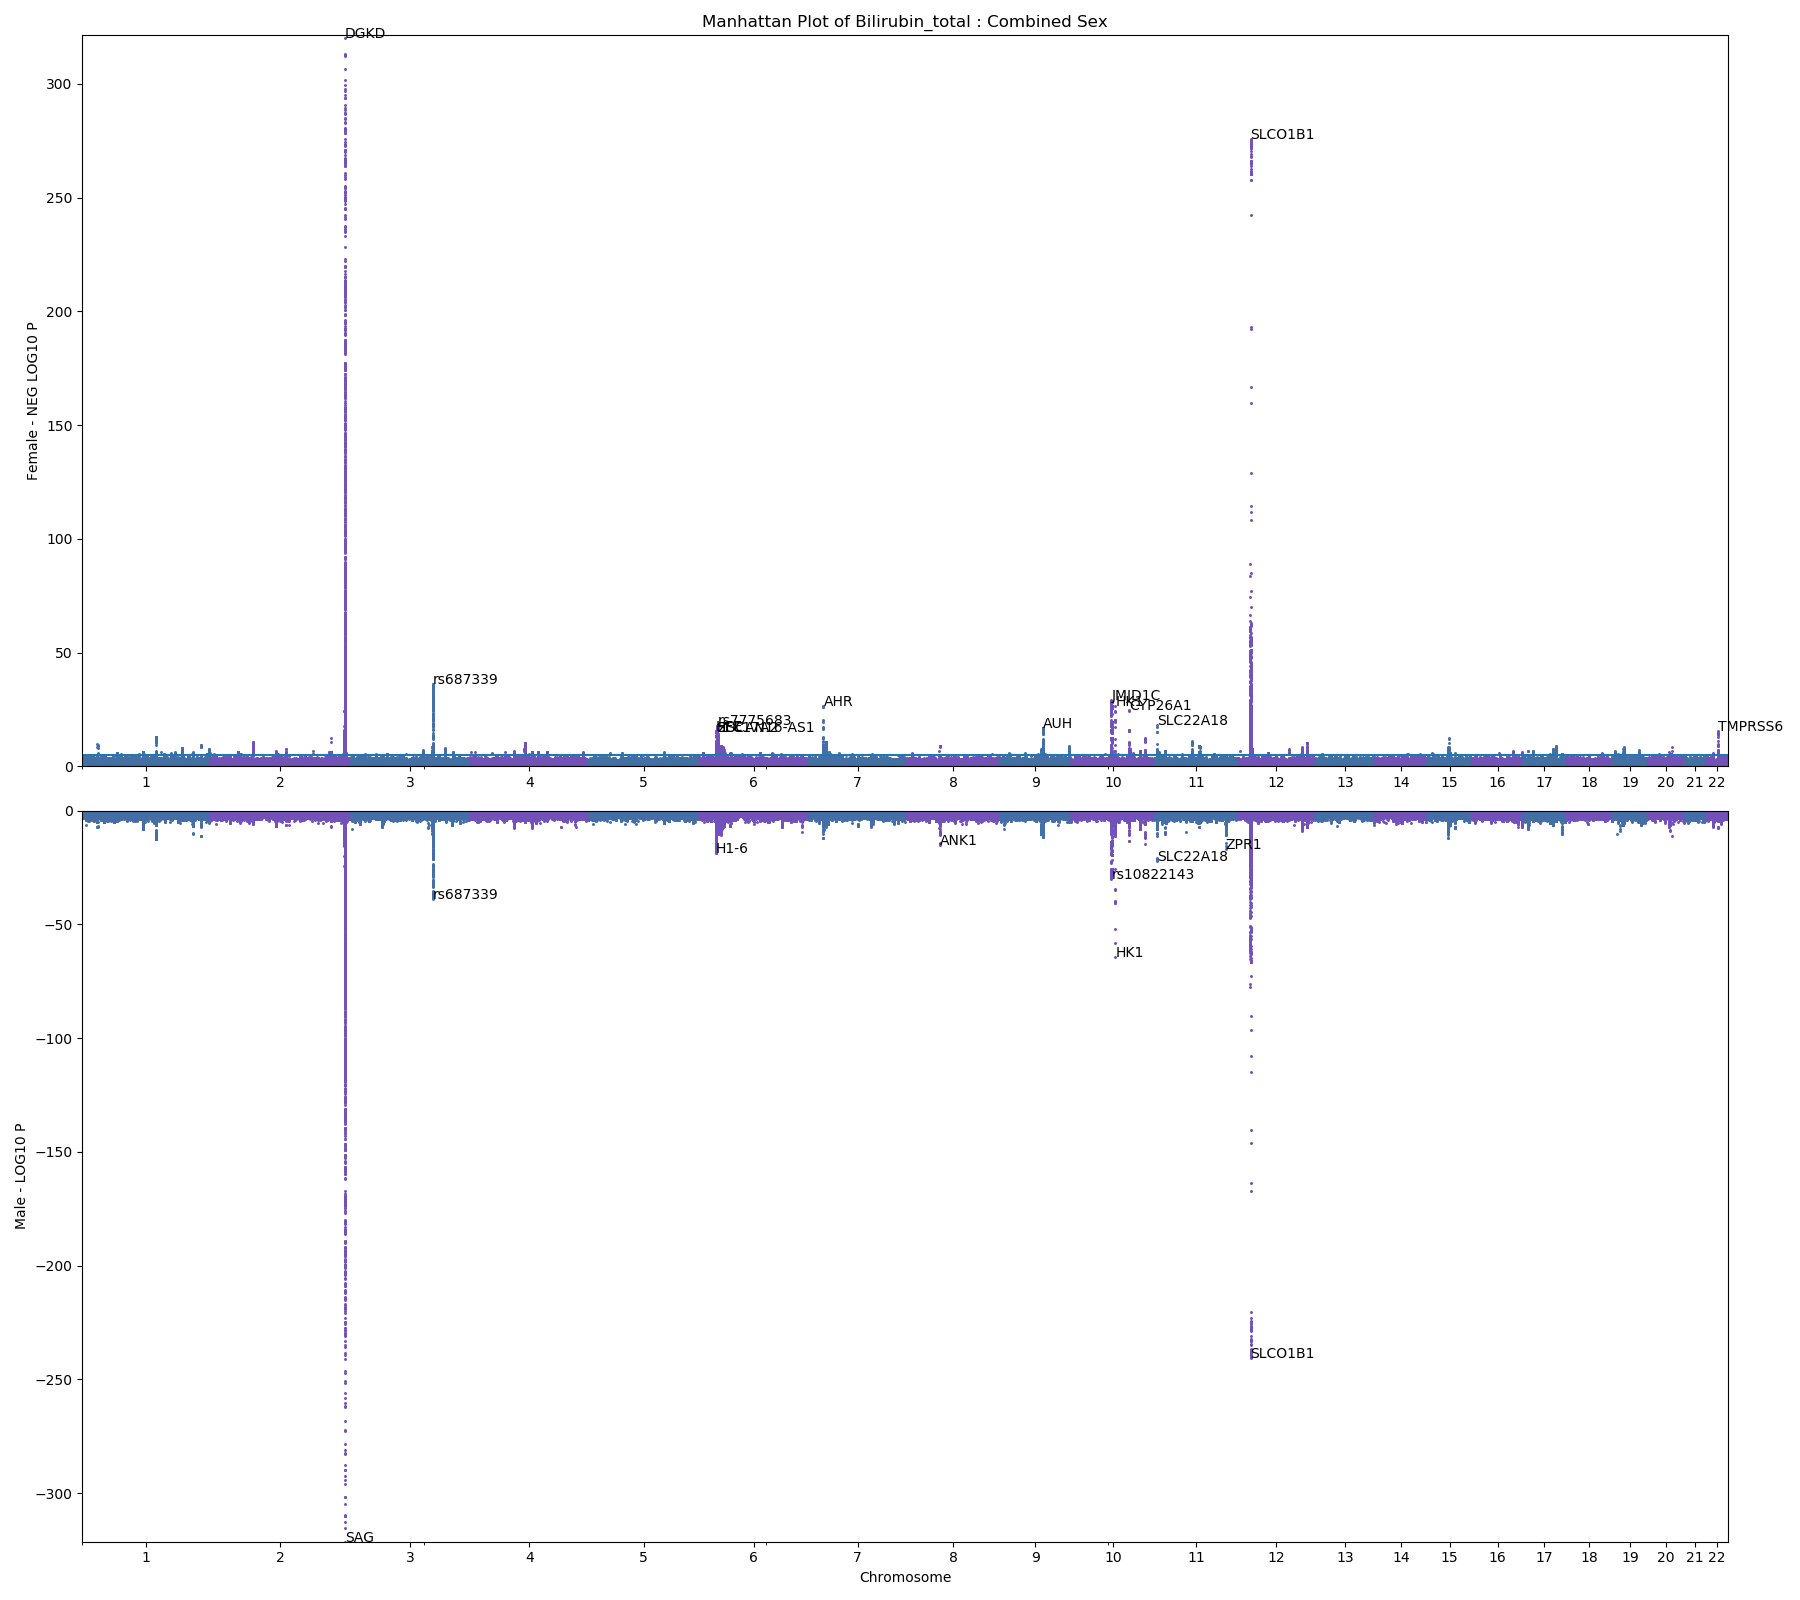 Manhattan Plot of Bilirubin_total : Combined Sex
DGKD
300
SLCO1B1
250
200
Female - NEG LOG10 P
150
100
50
rs687339
AHR
JMJD1C
HK1
CYP26A1
rs7775683
SLC22A18
AUH
TMPRSS6
0
1 2 3 4 5 6 7 8 9 10 11 12 13 14 15 16 17 18 19 20 21 22
0
H1-6
ANK1
ZPR1
SLC22A18
rs10822143
rs687339
−50
HK1
−100
−150
Male - LOG10 P
−200
SLCO1B1
−250
−300
SAG
1 2 3 4 5 6 7 8 9 10 11 12 13 14 15 16 17 18 19 20 21 22
Chromosome